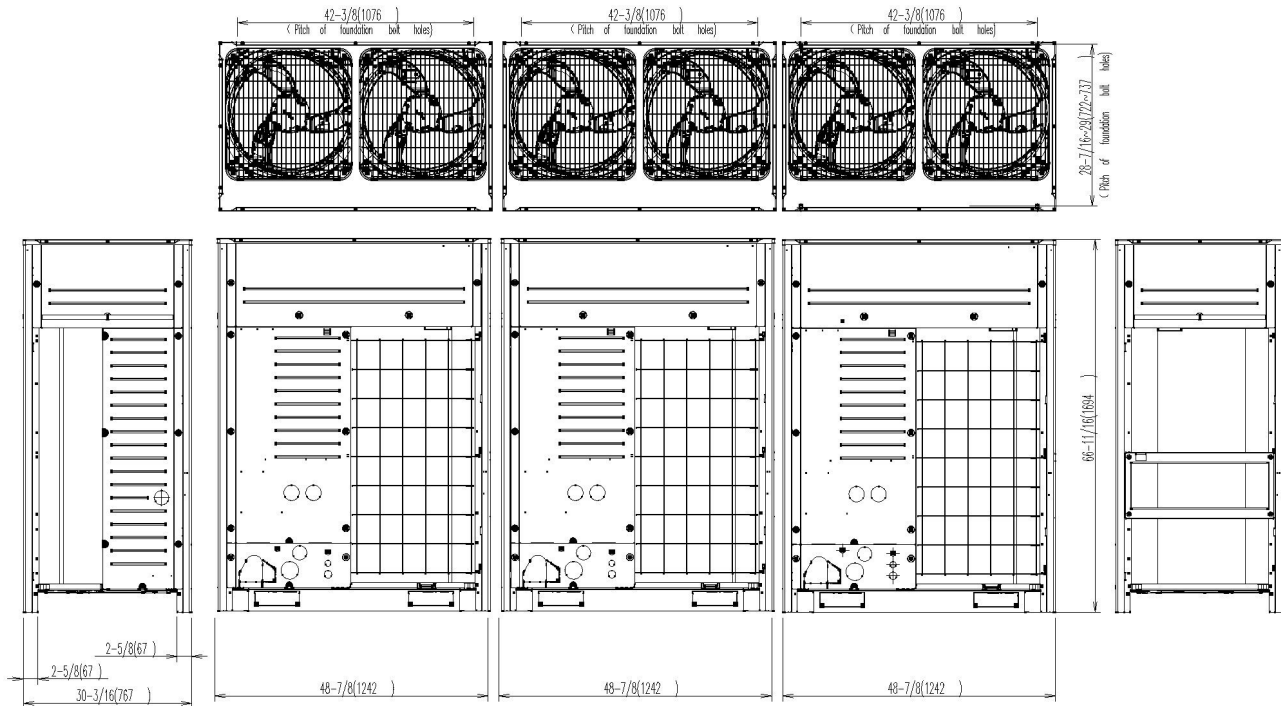 42-3/8(1076 )
( Pitch of foundation bolt holes)
42-3/8(1076 )
( Pitch of foundation bolt holes)
42-3/8(1076 )
( Pitch of foundation bolt holes)
28-7/16~29(722~737 )
( Pitch of foundation bolt holes)
66-11/16(1694 )
2-5/8(67 )
2-5/8(67 )
30-3/16(767 )
48-7/8(1242 )
48-7/8(1242 )
48-7/8(1242 )